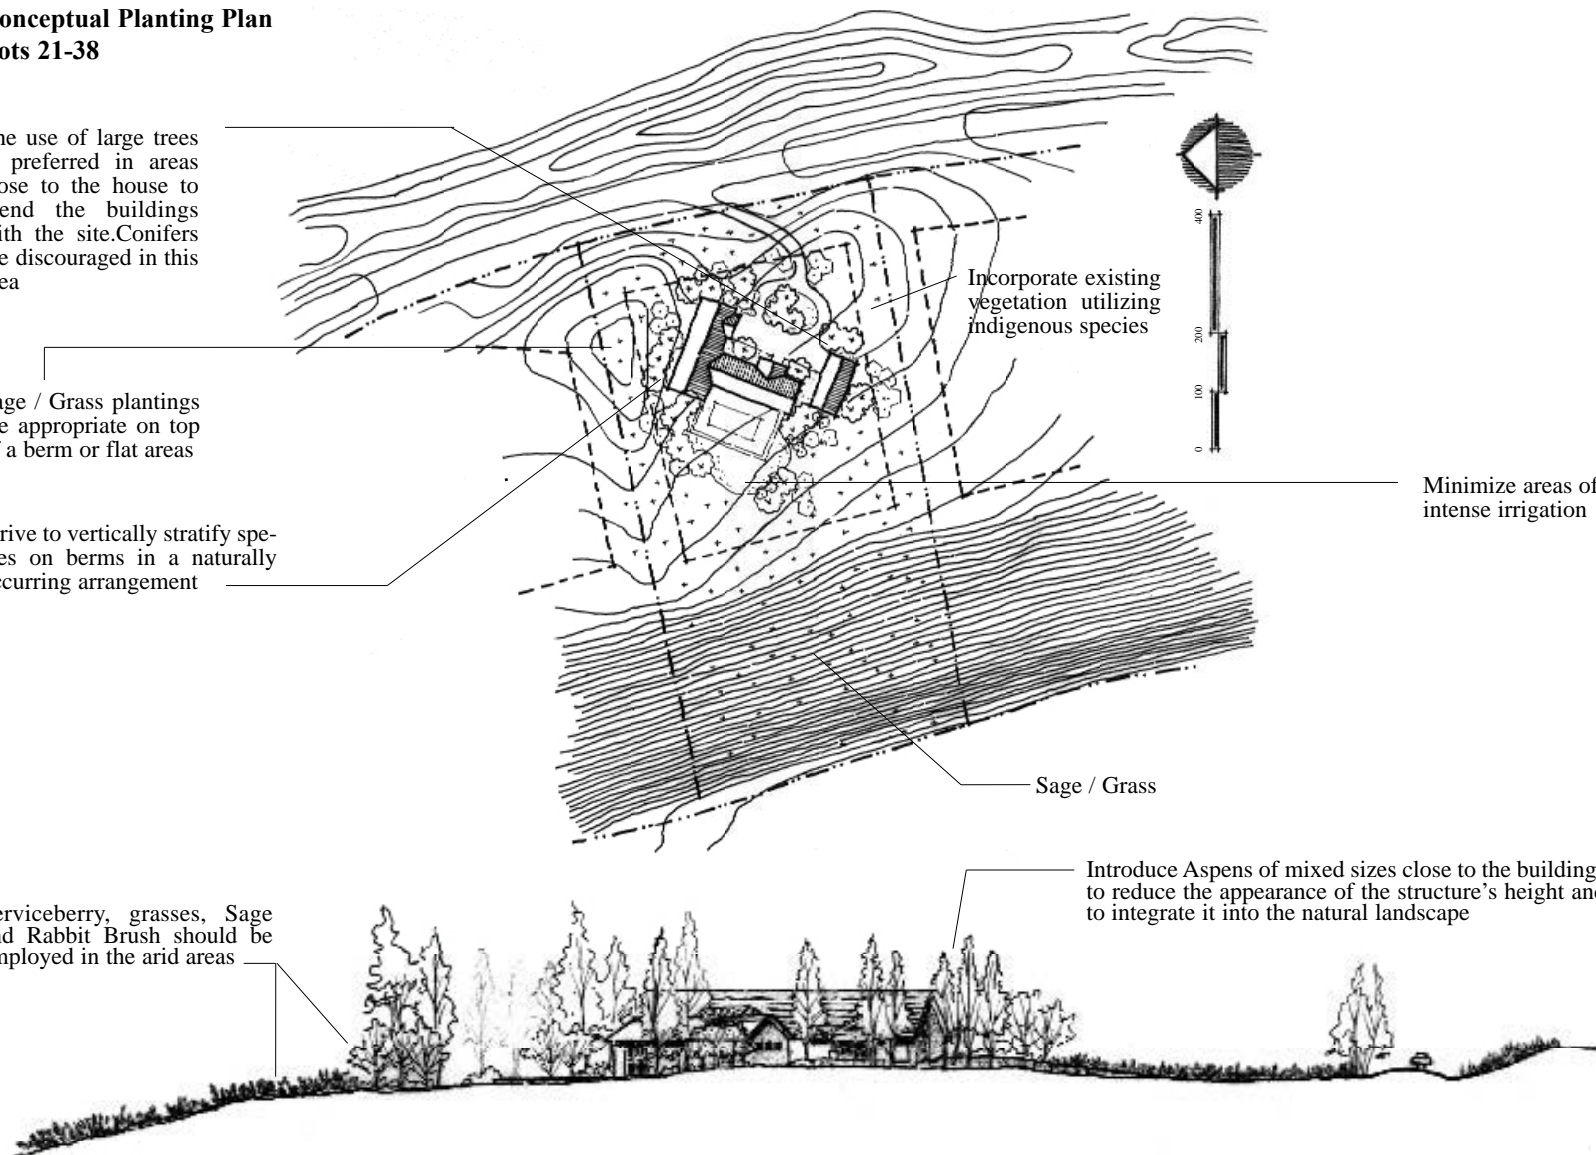 onceptual Planting Plan
ots 21-38
he use of large trees
preferred in areas
ose to the house to
end the buildings
ith the site.Conifers
e discouraged in this
ea
Incorporate existing
vegetation utilizing
indigenous species
400
200
100
0
age / Grass plantings
e appropriate on top
f a berm or flat areas
Minimize areas of
intense irrigation
rive to vertically stratify spe-
es on berms in a naturally
ccurring arrangement
Sage / Grass
Introduce Aspens of mixed sizes close to the building
to reduce the appearance of the structure's height and
to integrate it into the natural landscape
erviceberry, grasses, Sage
nd Rabbit Brush should be
mployed in the arid areas